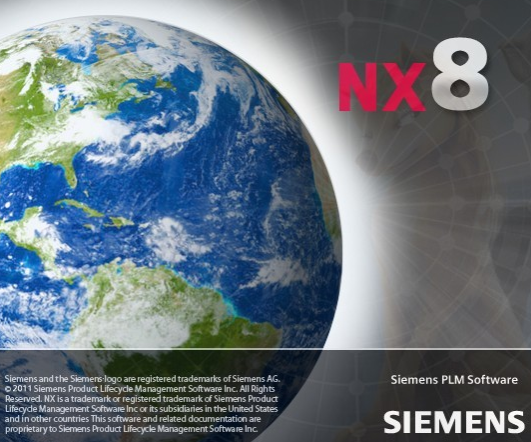 NX8
Siemens and the Siemens logo are registered trademarks of Siemens AG.
© 2011 Siemens Product Lifecycle Management Software Inc. All Rights
Reserved. NX is a trademark or registered trademark of Siemens Product
Lifecycle Management Software Inc or its subsidiaries in the United States
and in other countries This software and related documentation are
proprietary to Siemens Product Lifecycle Management Software Inc.
Siemens PLM Software
SIEMENS